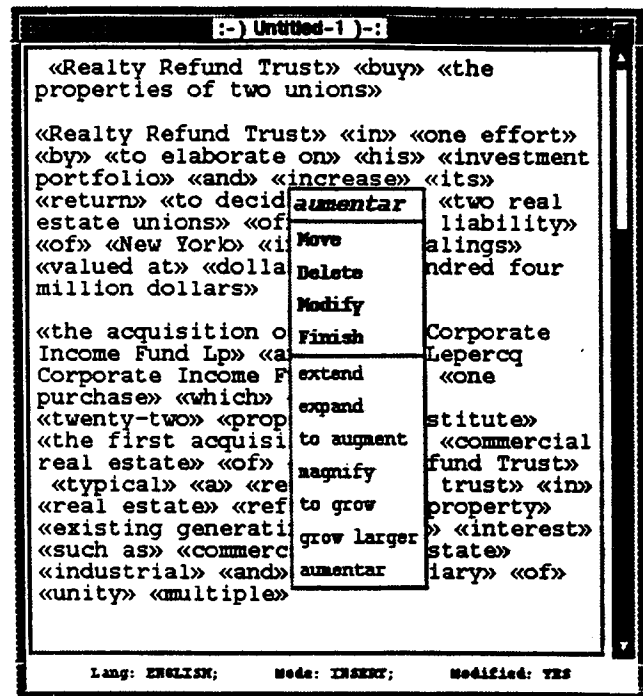 :-) Untitled-1 )-:
«Realty Refund Trust» «buy» «the
properties of two unions»
«Realty Refund Trust» «in» «one effort»
«by» «to elaborate on» «his» «investment
portfolio» «and» «increase» «its»
«return» «to decid «two real
estate unions» «of liability»
«of» «New York» «i alings»
«valued at» «dolla ndred four
million dollars»
«the acquisition o Corporate
Income Fund Lp» «a Lepercq
Corporate Income F «one
purchase» «which»
«twenty-two» «prop stitute»
«the first acquisi «commercial
real estate» «of» fund Trust»
«typical» «a» «re trust» «in»
«real estate» «ref property»
«existing generati » «interest»
«such as» «commerc state»
«industrial» «and» iary» «of»
«unity» «multiple»
aumentar
Move
Delete
Modify
Finish
extend
expand
to augment
magnify
to grow
grow larger
aumentar
Lang: ENGLISH; Mode: INSERT; Modified: YES